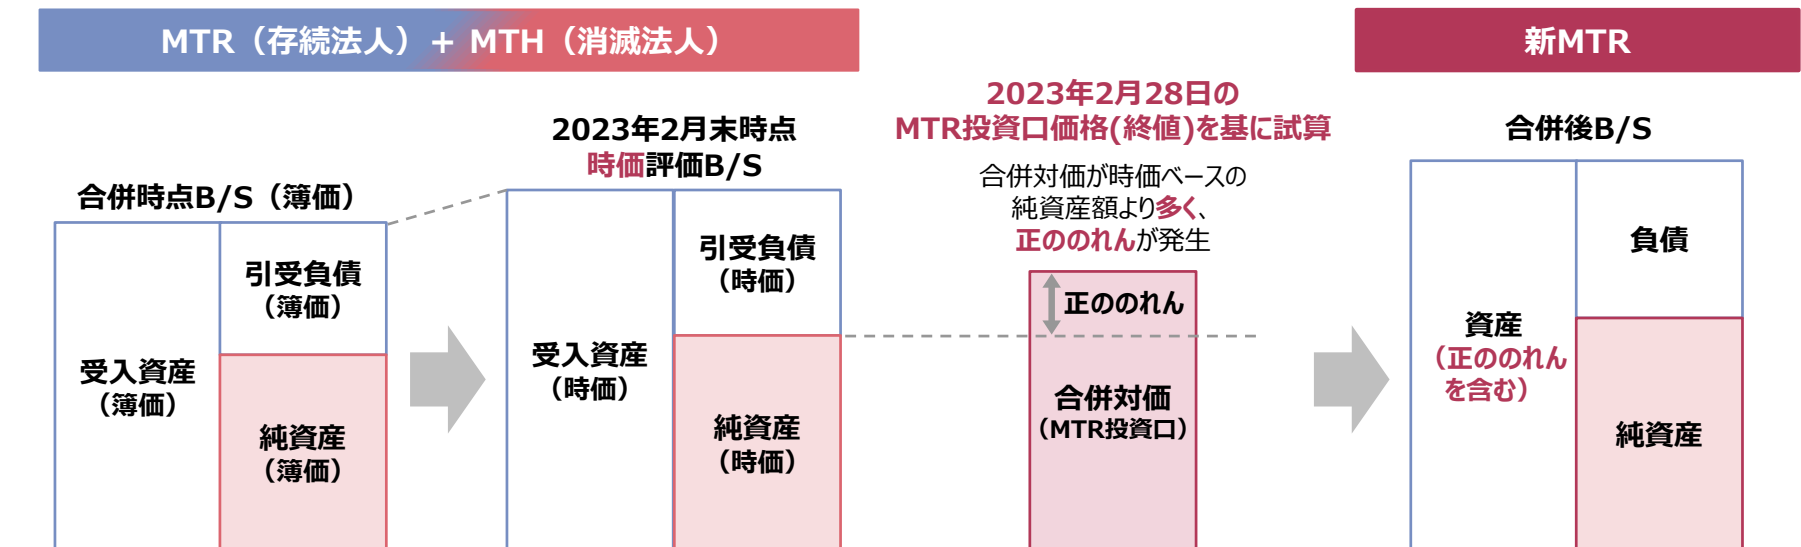 MTR（存続法人）＋ MTH（消滅法人）
新MTR
合併時点B/S（簿価）
受入資産
（簿価）
引受負債
（簿価）
純資産
（簿価）
2023年2月末時点
時価評価B/S
受入資産
（時価）
引受負債
（時価）
純資産
（時価）
2023年2月28日の
MTR投資口価格(終値)を基に試算
合併対価が時価ベースの
純資産額より多く、
正ののれんが発生
正ののれん
合併対価
（MTR投資口）
合併後B/S
資産
（正ののれん
を含む）
負債
純資産